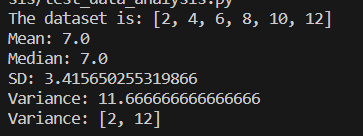 sis/test_data_analysis.py
The dataset is: [2, 4, 6, 8, 10, 12]
Mean: 7.0
Median: 7.0
SD: 3.415650255319866
Variance: 11.666666666666666
Variance: [2, 12]